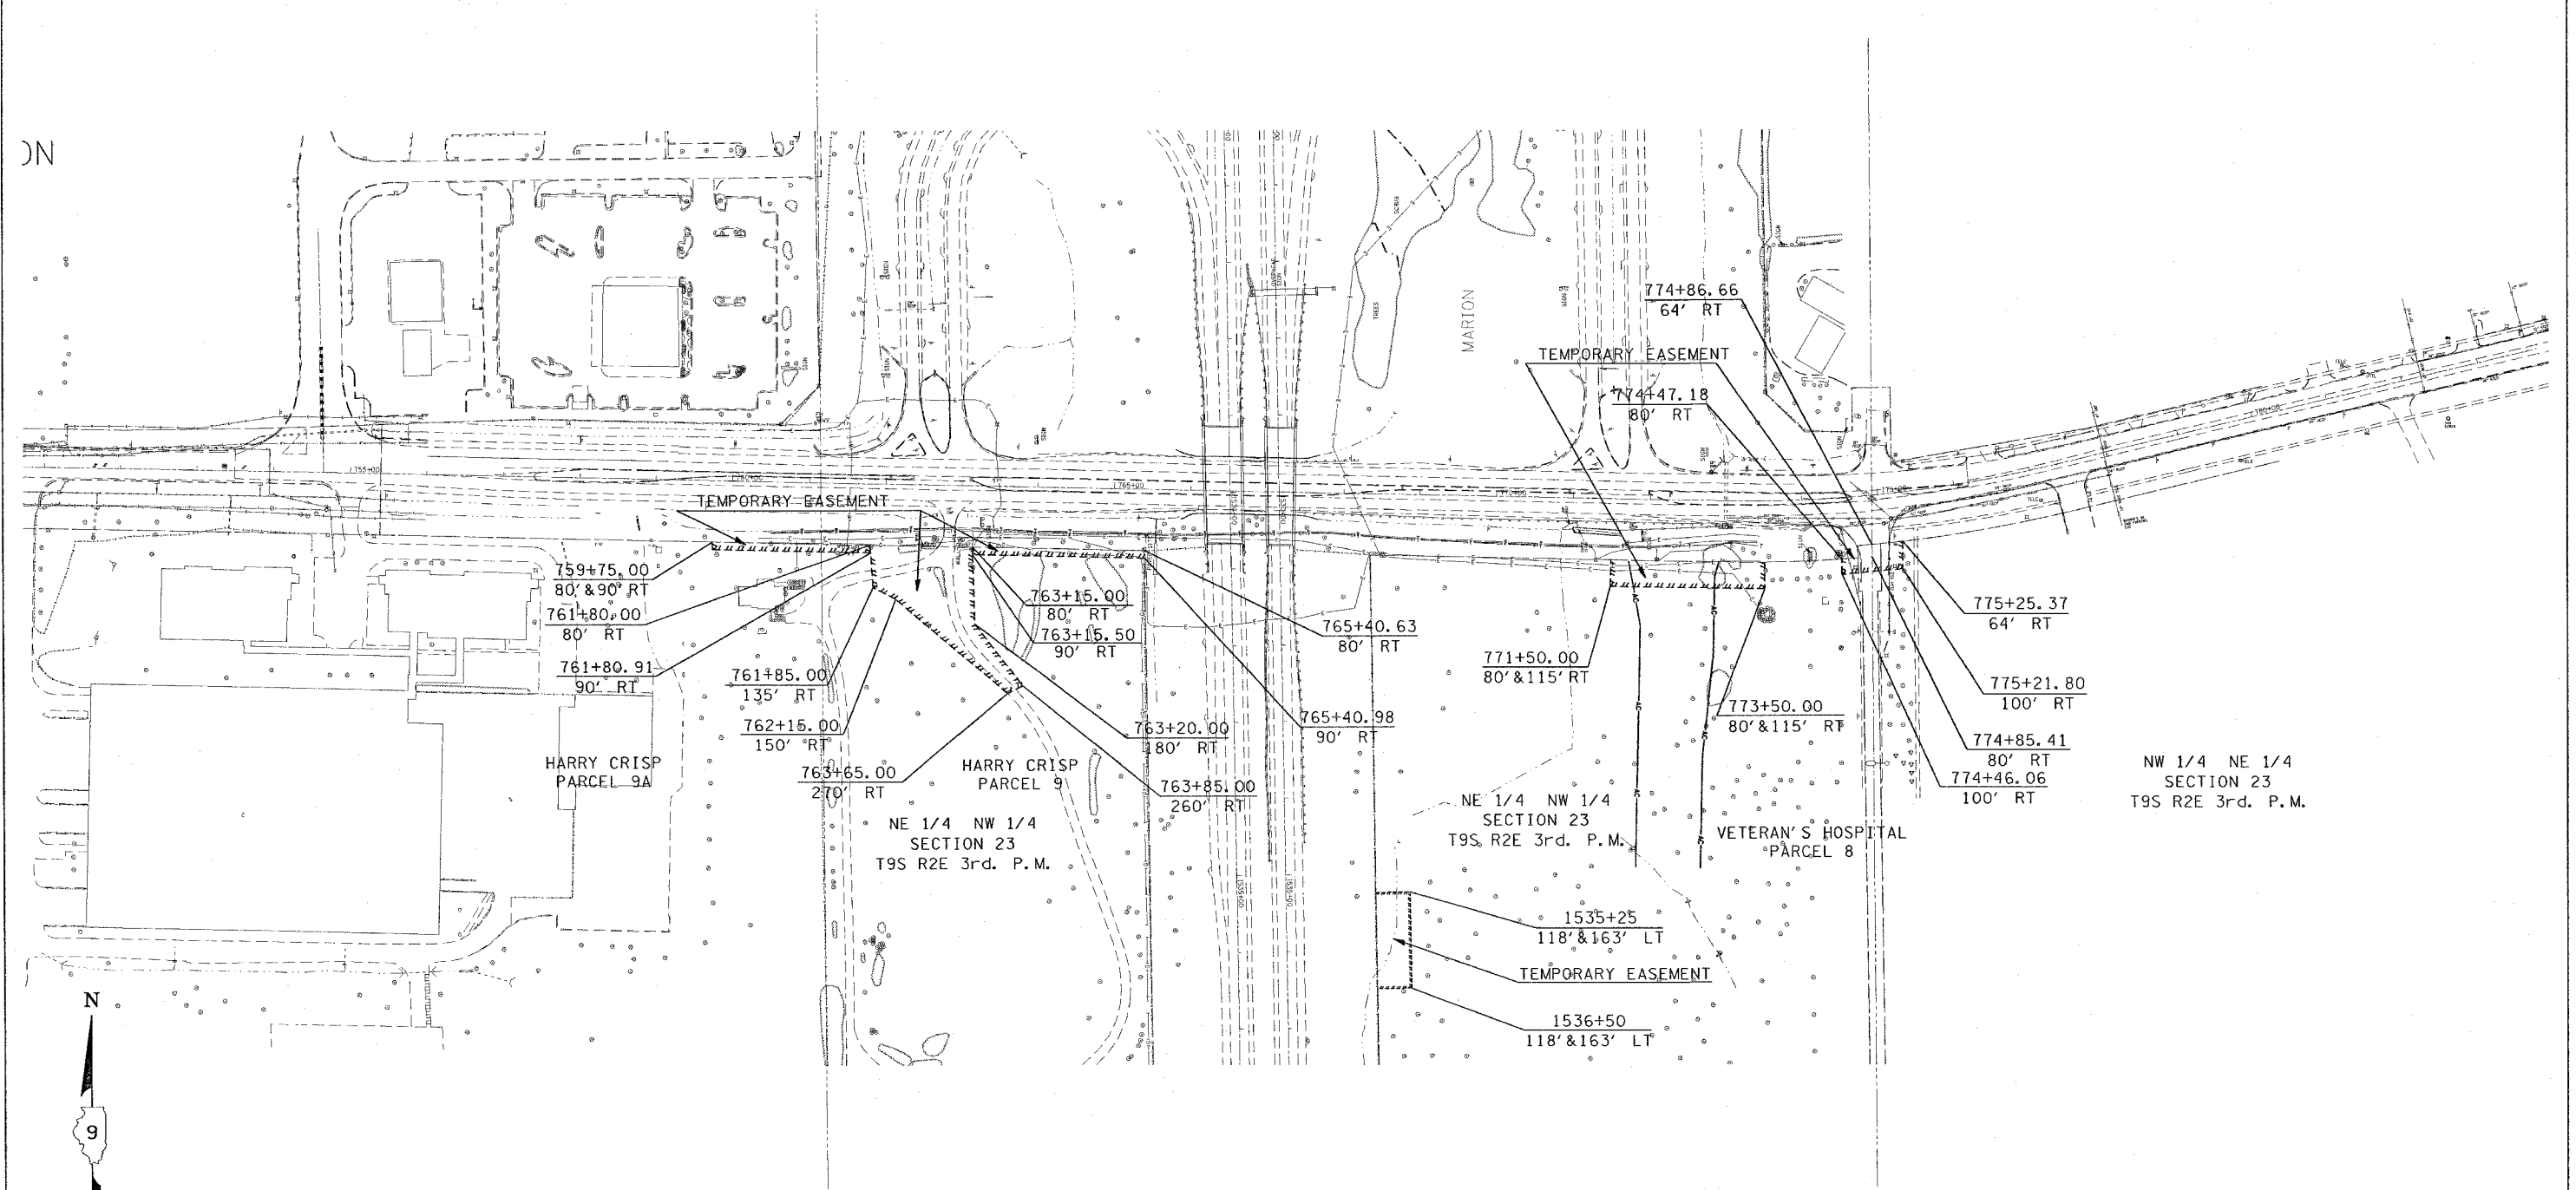 ON
MARION
774+86.66
64' RT
TEMPORARY EASEMENT
774+47.18
80' RT
TREES
SCRUB
SIGN
755+00
765+00
TEMPORARY EASEMENT
759+75.00
80'&90' RT
761+80.00
80' RT
761+80.91
90' RT
761+85.00
135' RT
762+15.00
150' RT
763+65.00
270' RT
763+15.00
80' RT
763+15.50
90' RT
763+20.00
180' RT
763+85.00
260' RT
765+40.63
80' RT
765+40.98
90' RT
771+50.00
80'&115' RT
773+50.00
80'&115' RT
775+25.37
64' RT
775+21.80
100' RT
774+85.41
80' RT
774+46.06
100' RT
HARRY CRISP
PARCEL 9A
HARRY CRISP
PARCEL 9
NE 1/4 NW 1/4
SECTION 23
T9S R2E 3rd. P.M.
NE 1/4 NW 1/4
SECTION 23
T9S R2E 3rd. P.M.
VETERAN'S HOSPITAL
PARCEL 8
NW 1/4 NE 1/4
SECTION 23
T9S R2E 3rd. P.M.
1535+25
118'&163' LT
TEMPORARY EASEMENT
1536+50
118'&163' LT
N
9